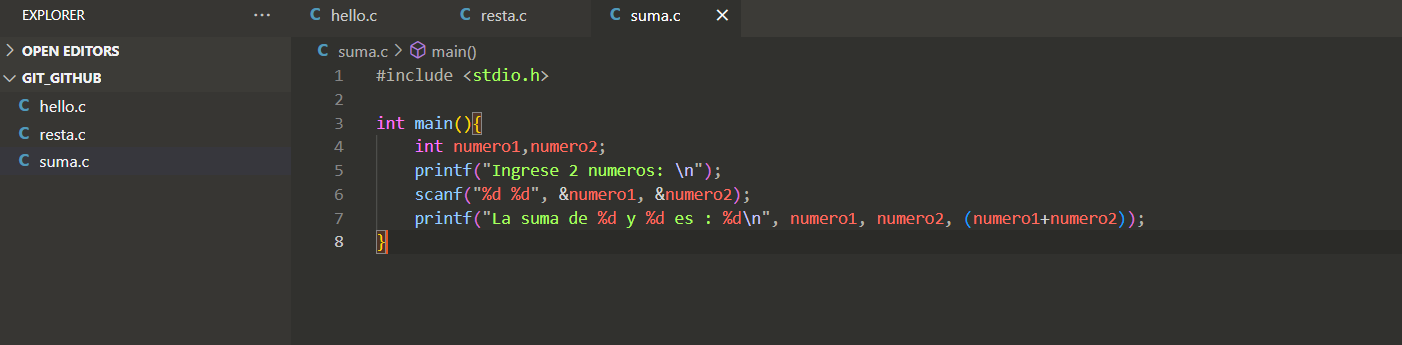 EXPLORER ···
OPEN EDITORS
GIT_GITHUB
C hello.c
C resta.c
C suma.c
C hello.c C resta.c C suma.c ×
C suma.c > main()
1 #include <stdio.h>
2
3 int main(){
4     int numero1,numero2;
5     printf("Ingrese 2 numeros: \n");
6     scanf("%d %d", &numero1, &numero2);
7     printf("La suma de %d y %d es : %d\n", numero1, numero2, (numero1+numero2));
8 }